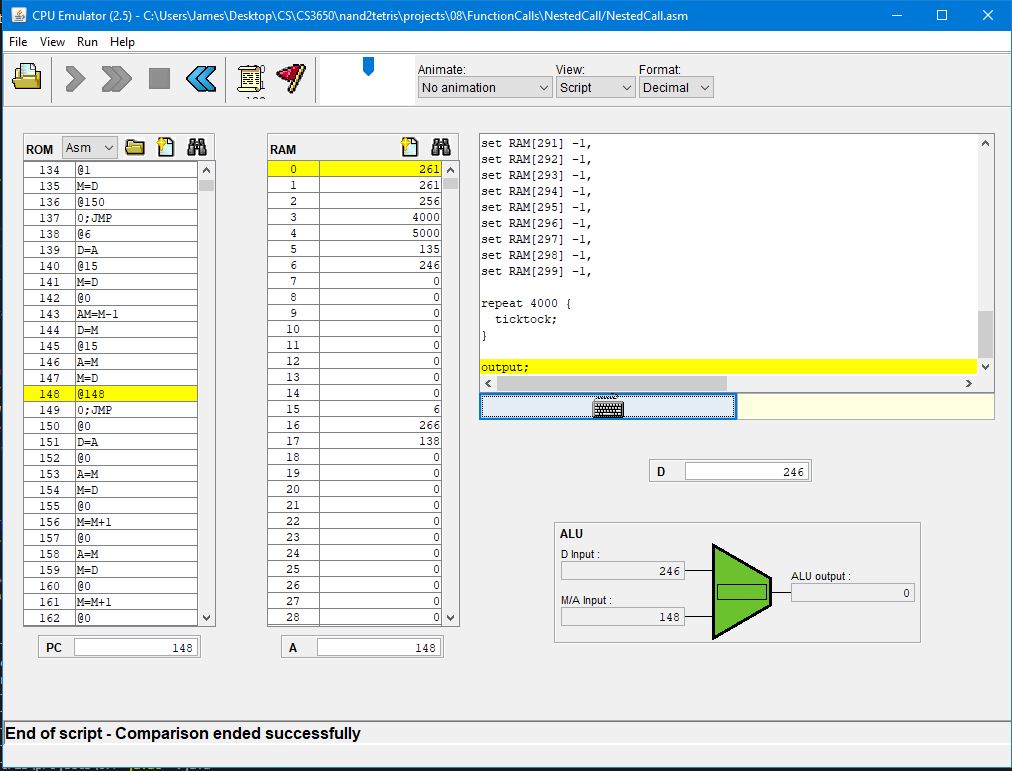 CPU Emulator (2.5) - C:\Users\James\Desktop\CS\CS3650\nand2tetris\projects\08\FunctionCalls\NestedCall/NestedCall.asm
File View Run Help
Animate: View: Format:
No animation Script Decimal
ROM Asm
134 @1
135 M=D
136 @150
137 0;JMP
138 @6
139 D=A
140 @15
141 M=D
142 @0
143 AM=M-1
144 D=M
145 @15
146 A=M
147 M=D
148 @148
149 0;JMP
150 @0
151 D=A
152 @0
153 A=M
154 M=D
155 @0
156 M=M+1
157 @0
158 A=M
159 M=D
160 @0
161 M=M+1
162 @0
PC 148
RAM
0 261
1 261
2 256
3 4000
4 5000
5 135
6 246
7 0
8 0
9 0
10 0
11 0
12 0
13 0
14 0
15 6
16 266
17 138
18 0
19 0
20 0
21 0
22 0
23 0
24 0
25 0
26 0
27 0
28 0
A 148
set RAM[291] -1,
set RAM[292] -1,
set RAM[293] -1,
set RAM[294] -1,
set RAM[295] -1,
set RAM[296] -1,
set RAM[297] -1,
set RAM[298] -1,
set RAM[299] -1,
repeat 4000 {
ticktock;
}
output;
D 246
ALU
D Input :
246
M/A Input :
148
ALU output :
0
End of script - Comparison ended successfully